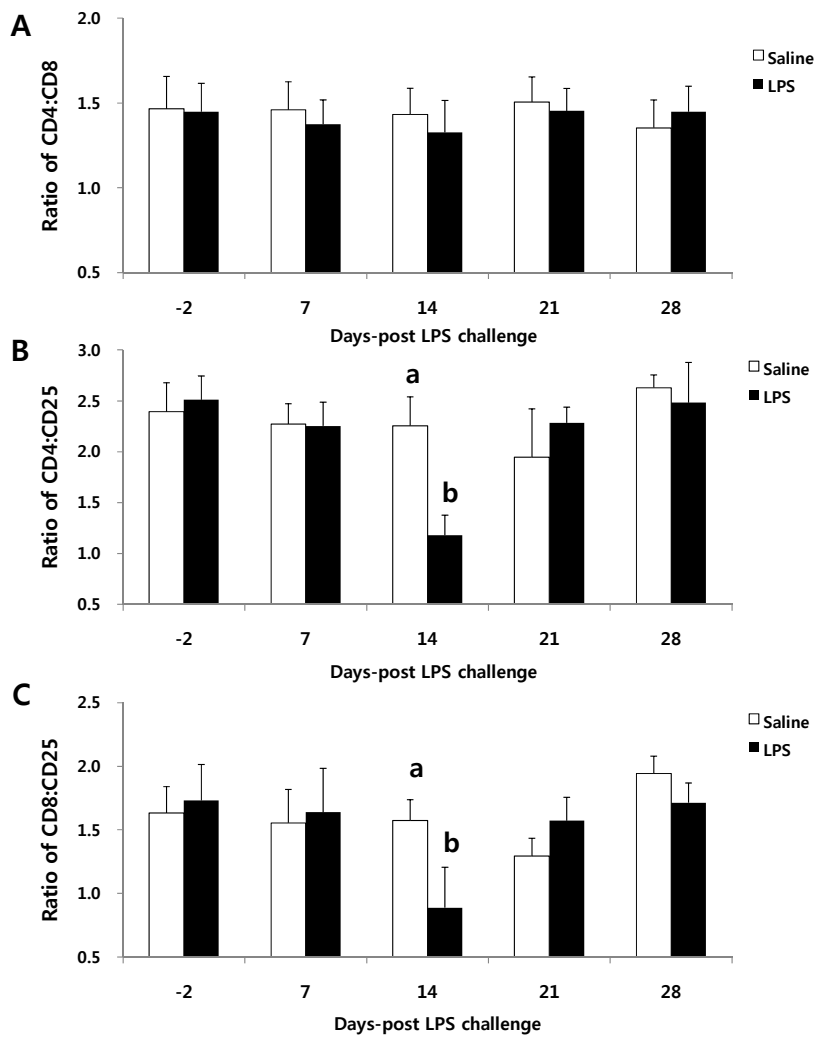 A
Ratio of CD4:CD8
2.0
1.5
1.0
0.5
Saline
LPS
-2 7 14 21 28
Days-post LPS challenge
B
Ratio of CD4:CD25
3.0
2.5
2.0
1.5
1.0
0.5
a
b
Saline
LPS
-2 7 14 21 28
Days-post LPS challenge
C
Ratio of CD8:CD25
2.5
2.0
1.5
1.0
0.5
a
b
Saline
LPS
-2 7 14 21 28
Days-post LPS challenge